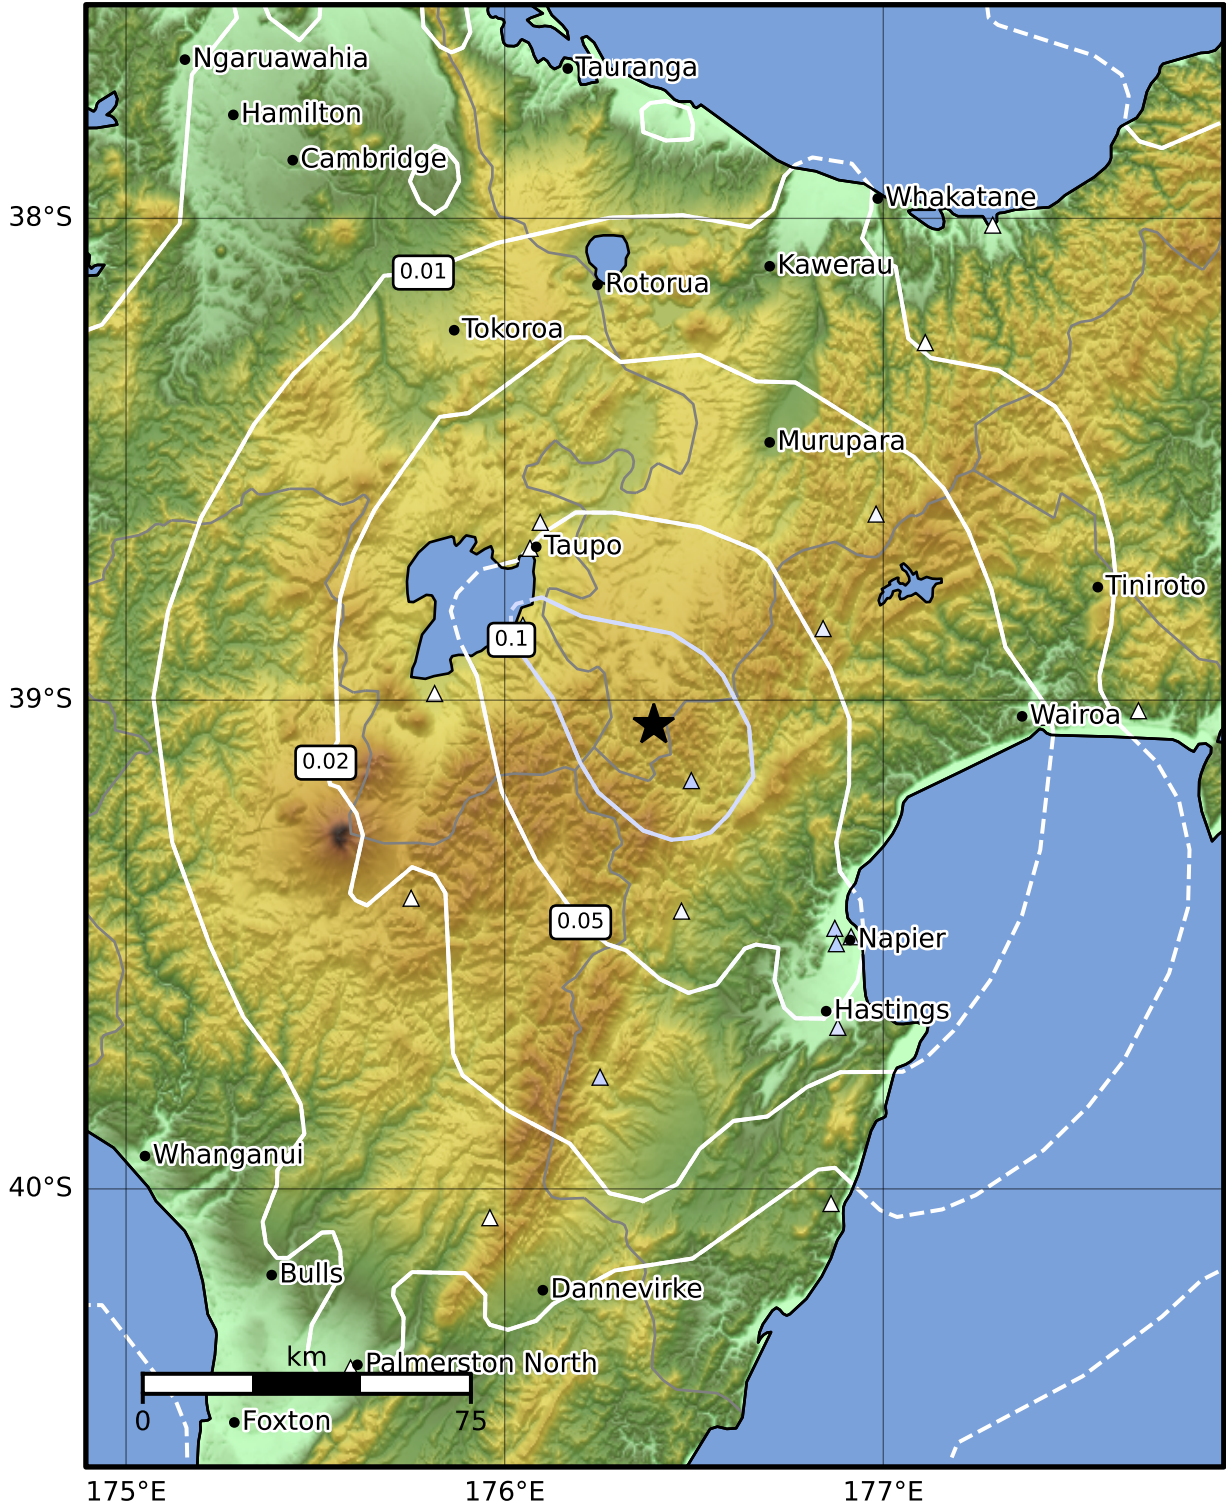 Ngaruawahia
Tauranga
Hamilton
Cambridge
Whakatane
38°S
0.01
Kawerau
Rotorua
Tokoroa
Murupara
Taupo
Tiniroto
0.1
39°S
Wairoa
0.02
0.05
Napier
Hastings
Whanganui
40°S
Bulls
Dannevirke
km
Palmerston North
0
75
Foxton
175°E
176°E
177°E